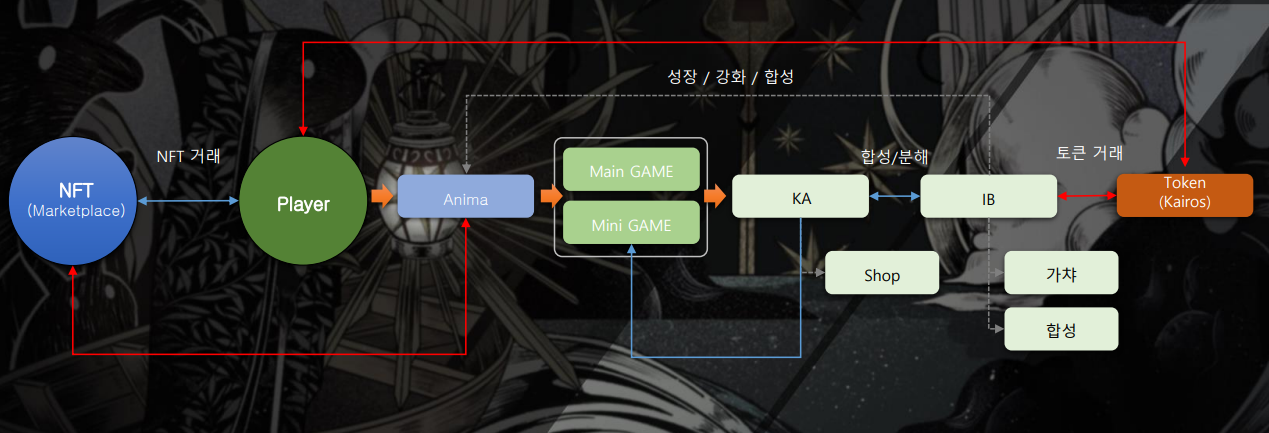 성장 / 강화 / 합성
NFT 거래
합성/분해
토큰 거래
NFT
(Marketplace)
Player
Anima
Main GAME
Mini GAME
KA
IB
Token
(Kairos)
Shop
가챠
합성